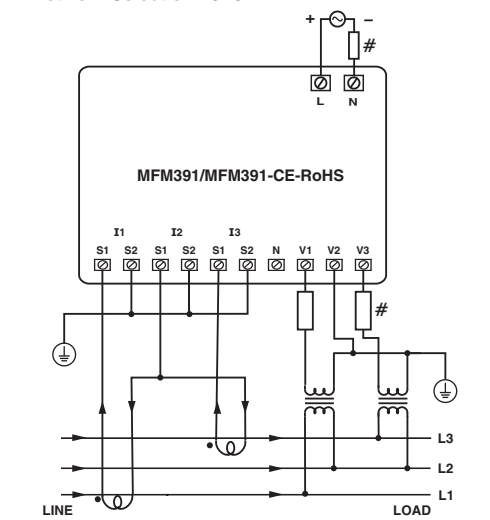 + –
#
L N
MFM391/MFM391-CE-RoHS
I1 I2 I3
S1 S2 S1 S2 S1 S2 N V1 V2 V3
#
L3
L2
L1
LINE LOAD